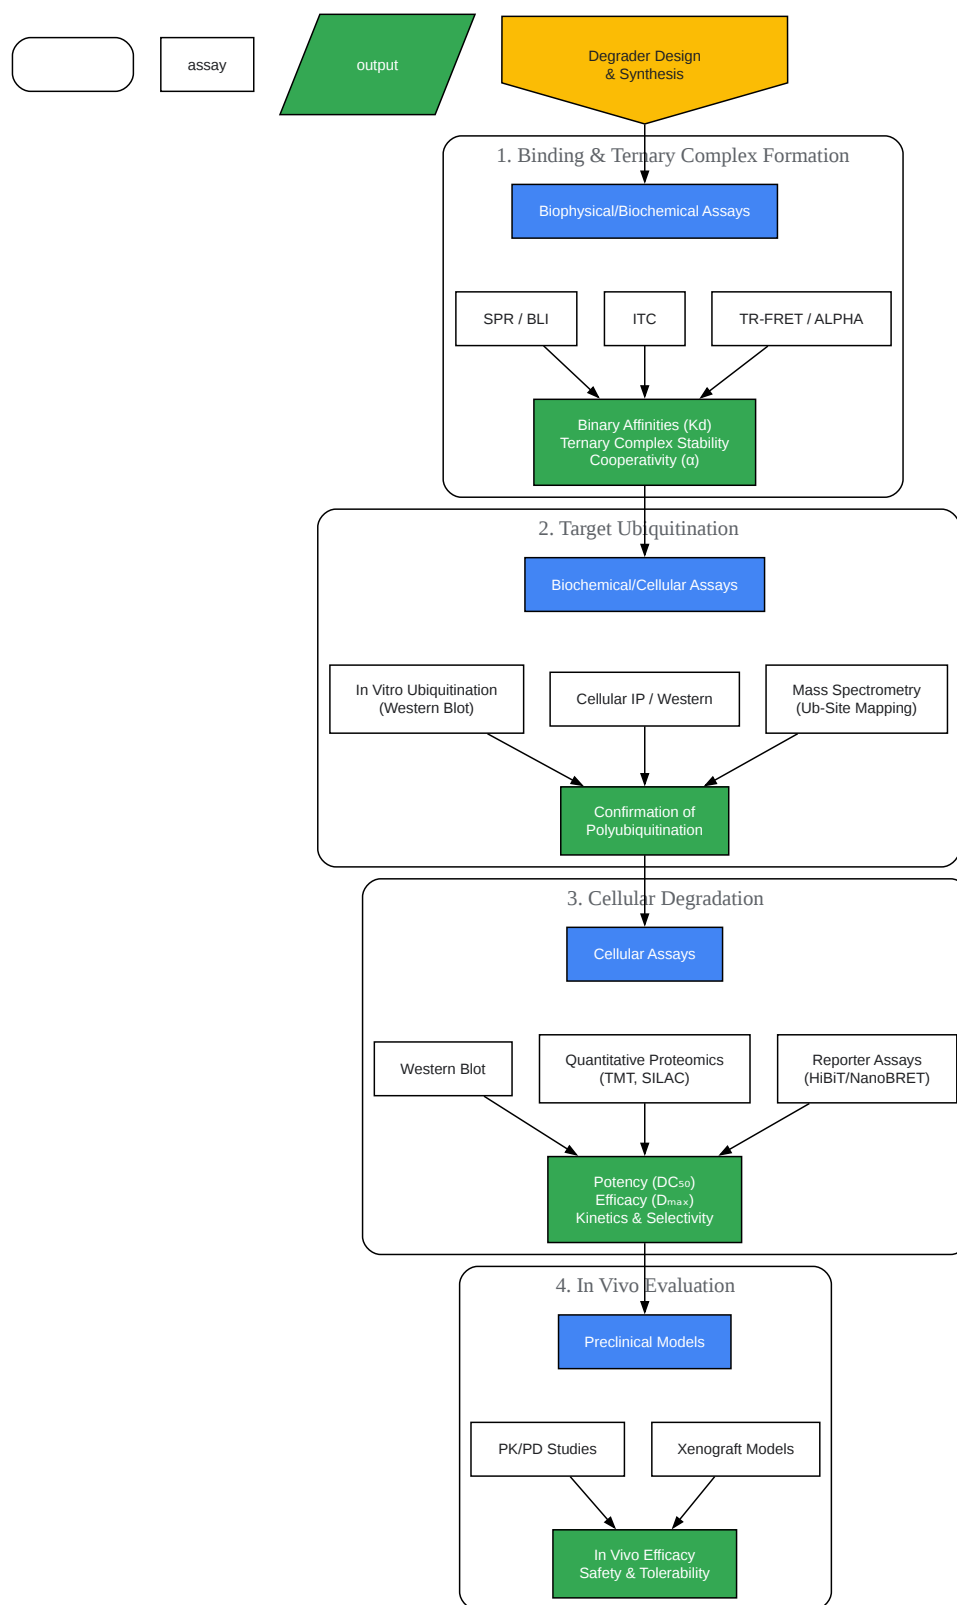 assay
output
Degrader Design
& Synthesis
1. Binding & Ternary Complex Formation
Biophysical/Biochemical Assays
SPR / BLI
ITC
TR-FRET / ALPHA
Binary Affinities (Kd)
Ternary Complex Stability
Cooperativity (α)
2. Target Ubiquitination
Biochemical/Cellular Assays
In Vitro Ubiquitination
(Western Blot)
Cellular IP / Western
Mass Spectrometry
(Ub-Site Mapping)
Confirmation of
Polyubiquitination
3. Cellular Degradation
Cellular Assays
Western Blot
Quantitative Proteomics
(TMT, SILAC)
Reporter Assays
(HiBiT/NanoBRET)
Potency (DC₅₀)
Efficacy (Dₘₐₓ)
Kinetics & Selectivity
4. In Vivo Evaluation
Preclinical Models
PK/PD Studies
Xenograft Models
In Vivo Efficacy
Safety & Tolerability